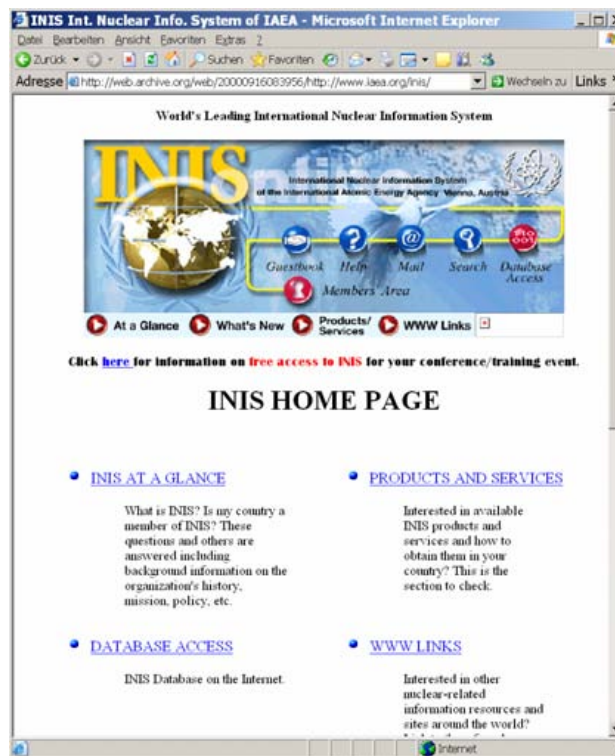 INIS Int. Nuclear Info. System of IAEA - Microsoft Internet Explorer
Datei Bearbeiten Ansicht Favoriten Extras ?
Zurück Suchen Favoriten
Adresse http://web.archive.org/web/20000916083956/http://www.iaea.org/inis/ Wechseln zu Links
World's Leading International Nuclear Information System
INIS
International Nuclear Information System
of the International Atomic Energy Agency Vienna, Austria
Guestbook Help Mail Search Database
Access
Members' Area
At a Glance What's New Products/
Services WWW Links
Click here for information on free access to INIS for your conference/training event.
INIS HOME PAGE
INIS AT A GLANCE
What is INIS? Is my country a
member of INIS? These
questions and others are
answered including
background information on the
organization's history,
mission, policy, etc.
PRODUCTS AND SERVICES
Interested in available
INIS products and
services and how to
obtain them in your
country? This is the
section to check.
DATABASE ACCESS
INIS Database on the Internet.
WWW LINKS
Interested in other
nuclear-related
information resources and
sites around the world?
Internet